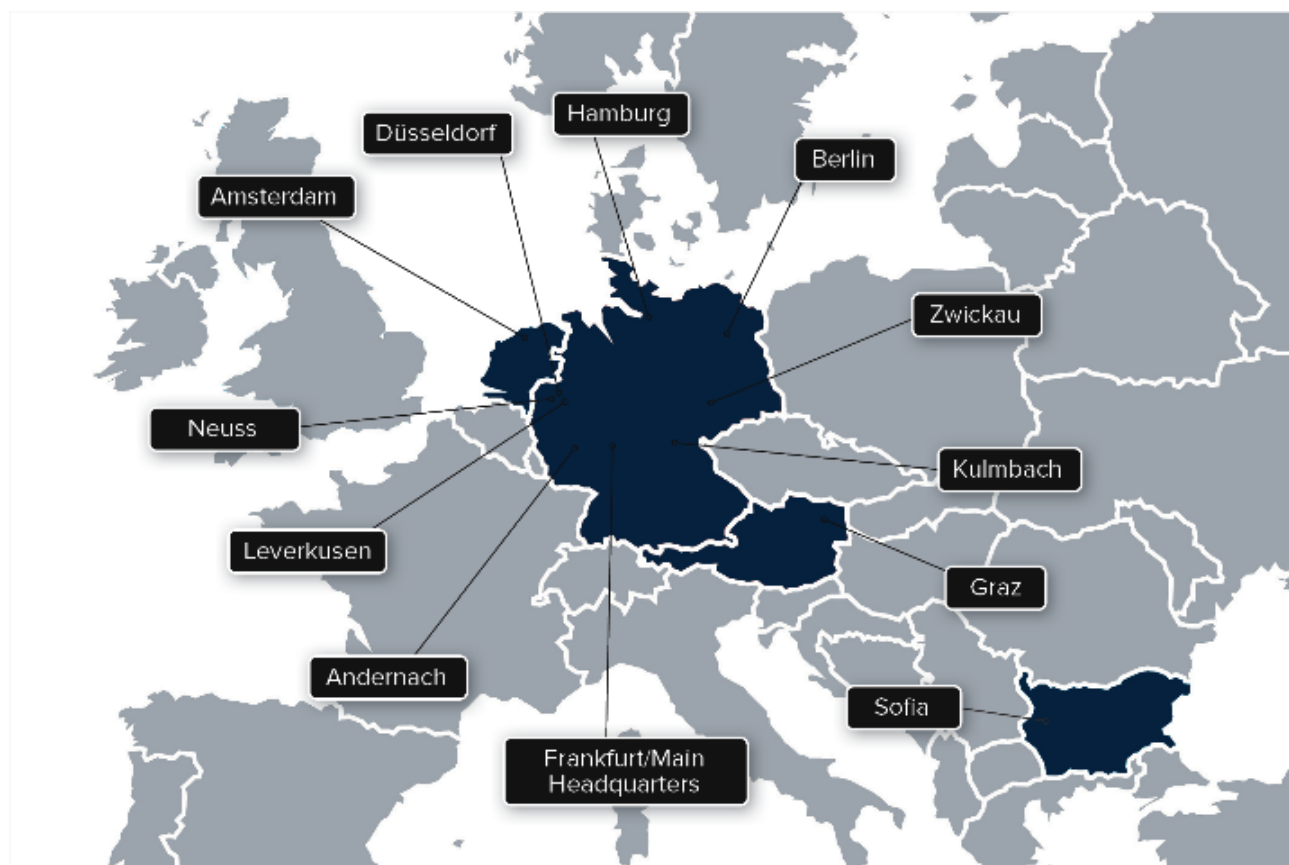 Hamburg
Düsseldorf
Berlin
Amsterdam
Zwickau
Neuss
Kulmbach
Leverkusen
Graz
Andernach
Sofia
Frankfurt/Main
Headquarters